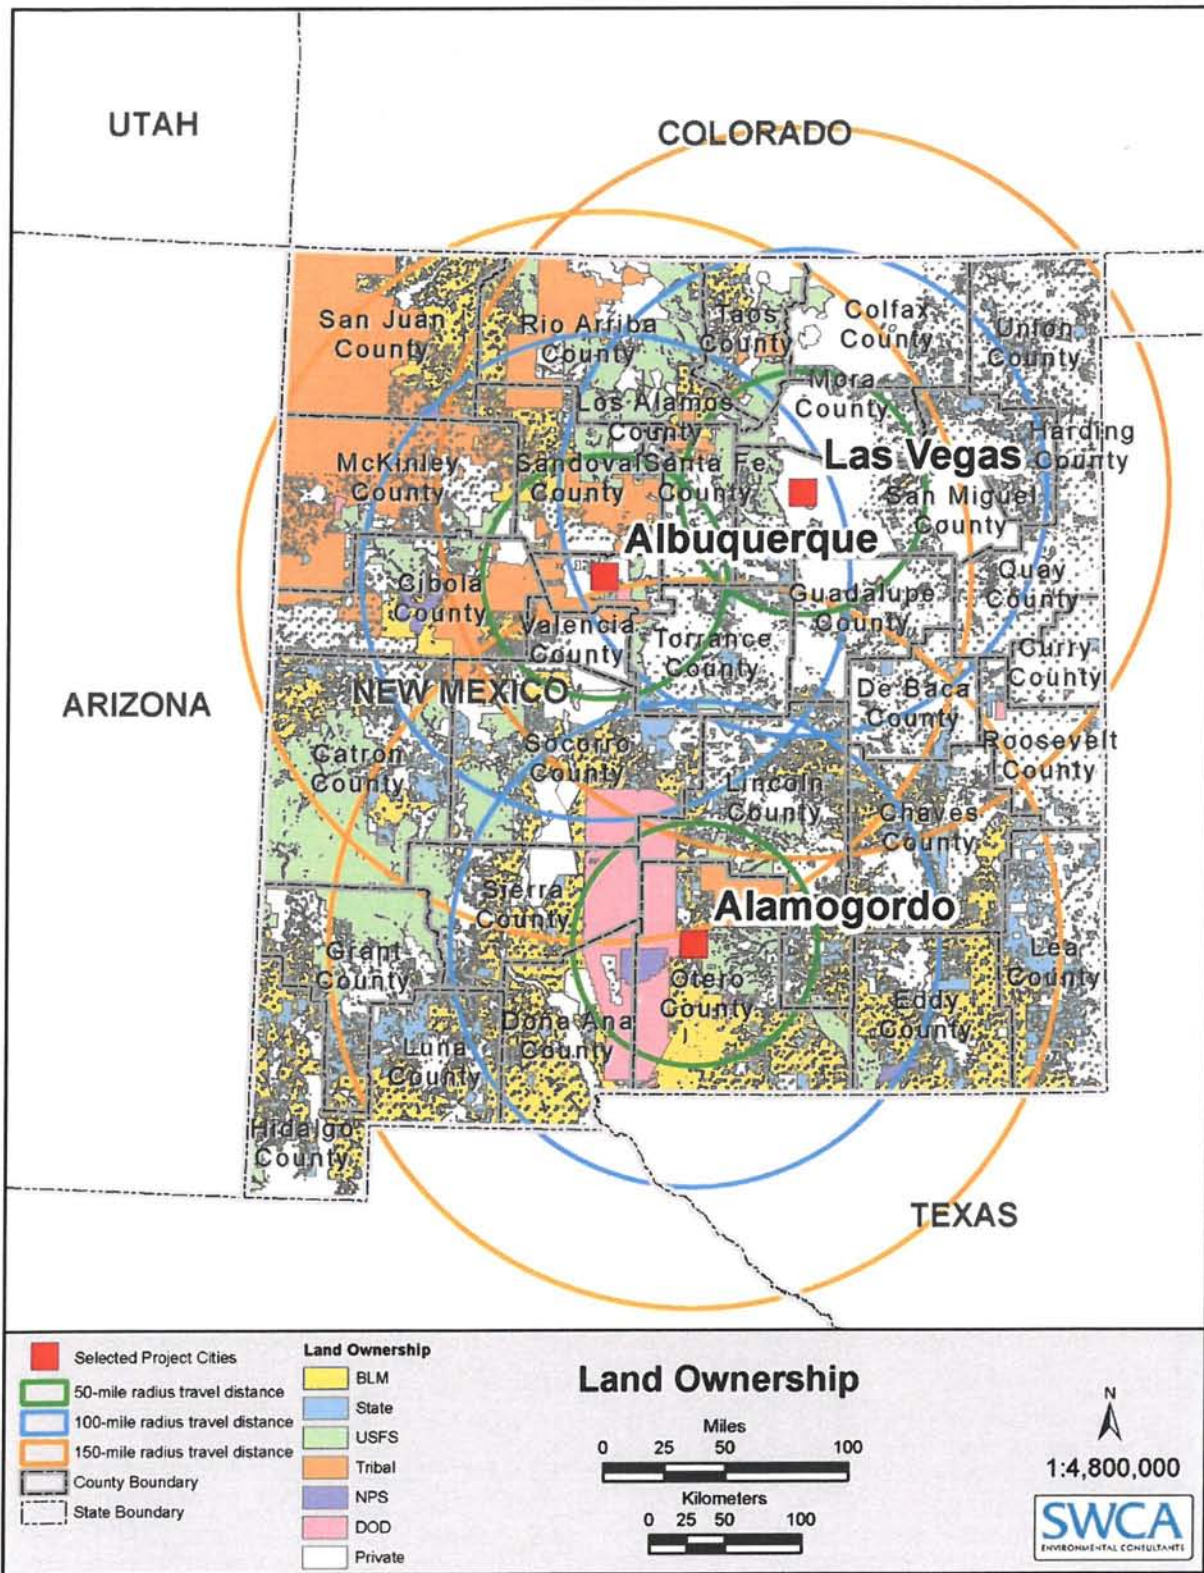 UTAH
COLORADO
San Juan
County
Rio Arriba
County
Taos
County
Colfax
County
Union
County
Mora
County
Los Alamos
County
Harding
County
McKinley
County
Sandoval
County
Santa Fe
County
Las Vegas
San Miguel
County
Albuquerque
Cibola
County
Valencia
County
Torrance
County
Guadalupe
County
Quay
County
Curry
County
ARIZONA
NEW MEXICO
De Baca
County
Catron
County
Socorro
County
Lincoln
County
Roosevelt
County
Chaves
County
Sierra
County
Alamogordo
Grant
County
Otero
County
Eddy
County
Lea
County
Luna
County
Dona Ana
County
Hidalgo
County
TEXAS
Selected Project Cities
50-mile radius travel distance
100-mile radius travel distance
150-mile radius travel distance
County Boundary
State Boundary
Land Ownership
BLM
State
USFS
Tribal
NPS
DOD
Private
Land Ownership
Miles
0 25 50 100
Kilometers
0 25 50 100
N
1:4,800,000
SWCA
ENVIRONMENTAL CONSULTANTS